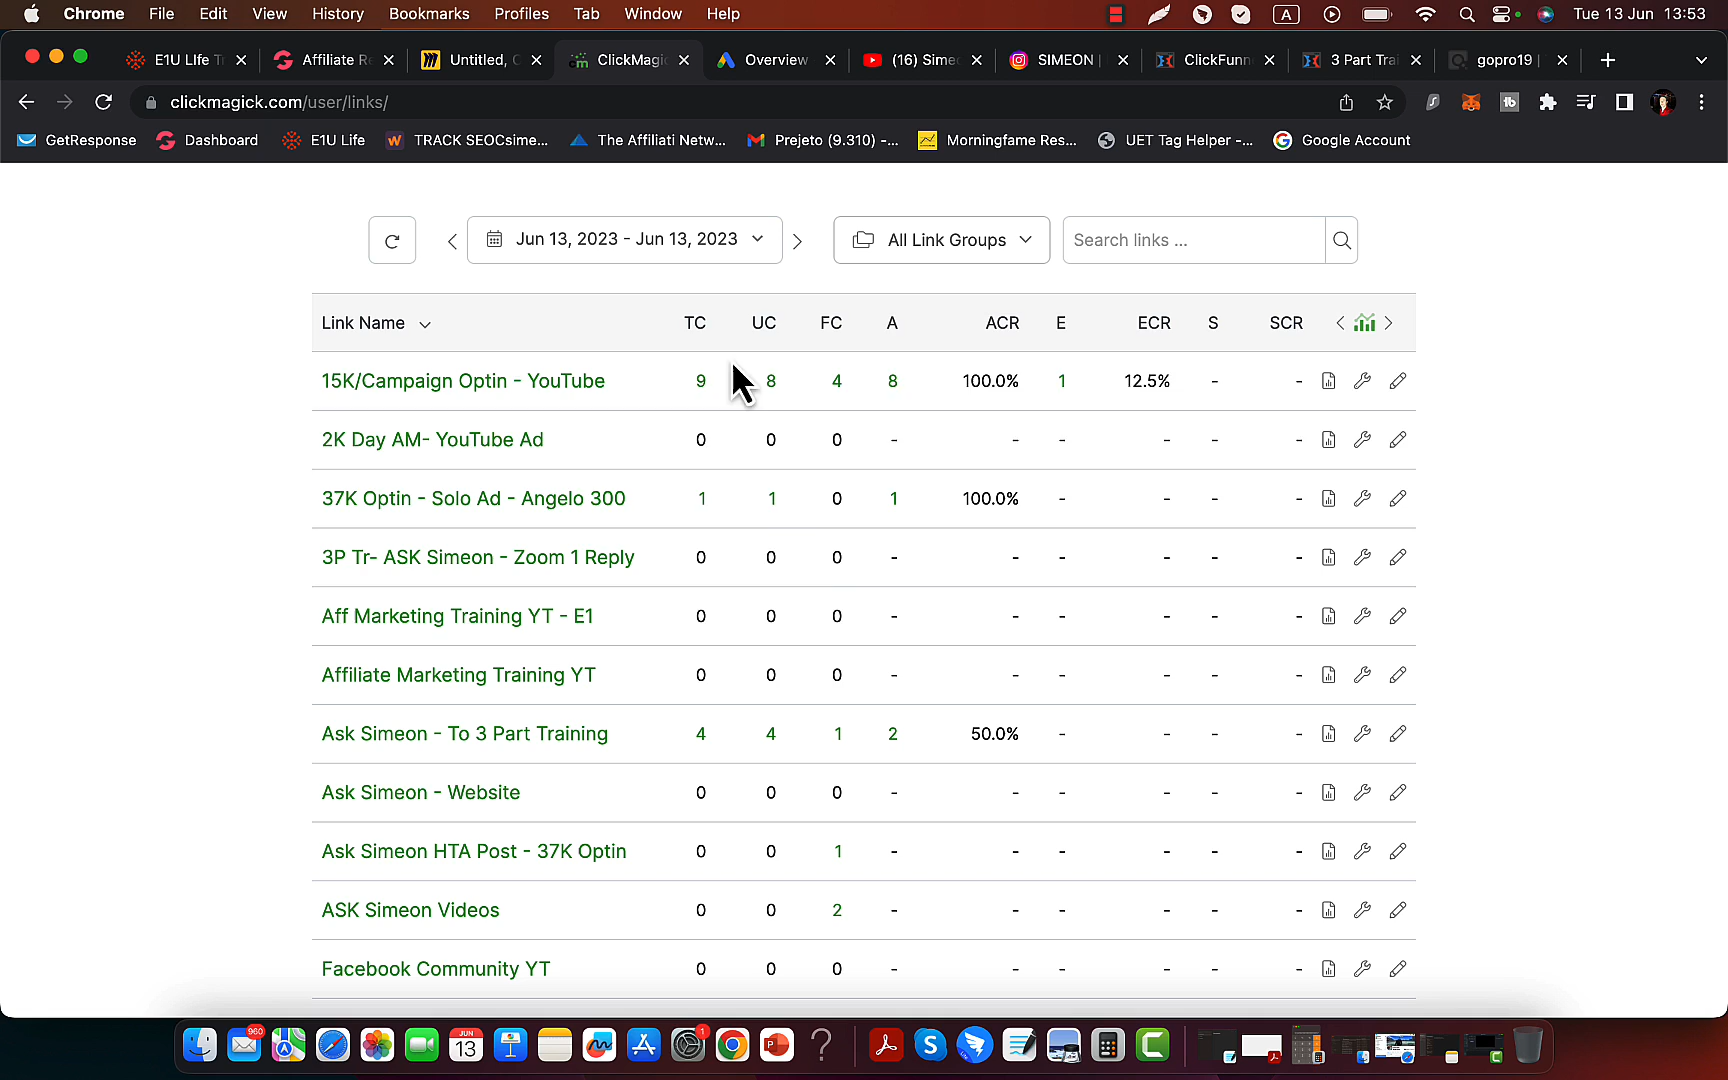 Chrome File Edit View History Bookmarks Profiles Tab Window Help A Tue 13 Jun 13:53
E1U LIfe T Affiliate Re Untitled, C ClickMagic Overview (16) Sime SIMEON | ClickFunn 3 Part Trai gopro19 |
clickmagick.com/user/links/
GetResponse Dashboard E1U Life TRACK SEOCsime... The Affiliati Netw... Prejeto (9.310) -... Morningfame Res... UET Tag Helper -... Google Account
Jun 13, 2023 - Jun 13, 2023 All Link Groups Search links ...
Link Name TC UC FC A ACR E ECR S SCR
15K/Campaign Optin - YouTube 9 8 4 8 100.0% 1 12.5% - -
2K Day AM- YouTube Ad 0 0 0 - - - - - -
37K Optin - Solo Ad - Angelo 300 1 1 0 1 100.0% - - - -
3P Tr- ASK Simeon - Zoom 1 Reply 0 0 0 - - - - - -
Aff Marketing Training YT - E1 0 0 0 - - - - - -
Affiliate Marketing Training YT 0 0 0 - - - - - -
Ask Simeon - To 3 Part Training 4 4 1 2 50.0% - - - -
Ask Simeon - Website 0 0 0 - - - - - -
Ask Simeon HTA Post - 37K Optin 0 0 1 - - - - - -
ASK Simeon Videos 0 0 2 - - - - - -
Facebook Community YT 0 0 0 - - - - - -
960 JUN 13 1